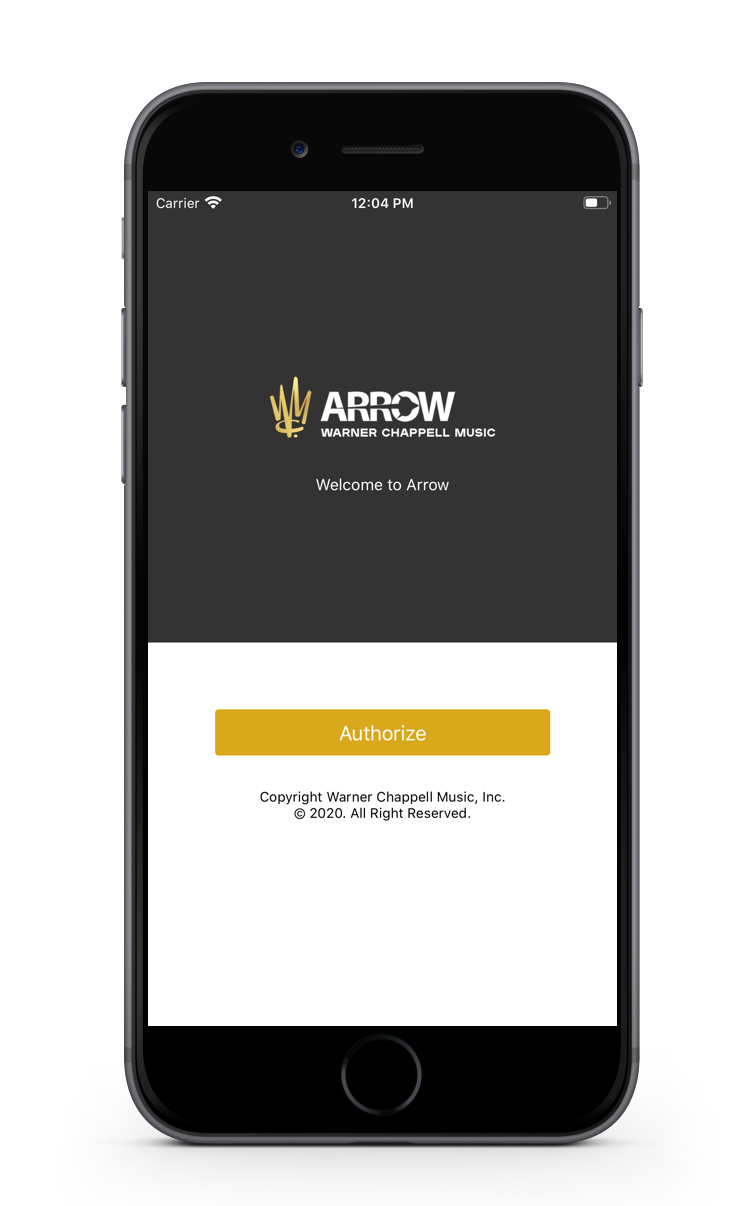 Carrier 12:04 PM
ARROW
WARNER CHAPPELL MUSIC
Welcome to Arrow
Authorize
Copyright Warner Chappell Music, Inc.
© 2020. All Right Reserved.